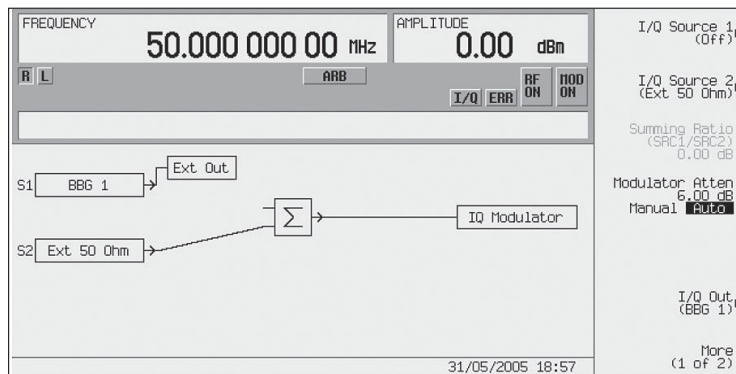 FREQUENCY
50.000 000 00 MHz
AMPLITUDE
0.00 dBm
R L
ARB
I/Q ERR
RF ON
MOD ON
S1 BBG 1
Ext Out
Σ
IQ Modulator
S2 Ext 50 Ohm
31/05/2005 18:57
I/Q Source 1
(Off)
I/Q Source 2
(Ext 50 Ohm)
Summing Ratio
(SRC1/SRC2)
0.00 dB
Modulator Atten
6.00 dB
Manual Auto
I/Q Out
(BBG 1)
More
(1 of 2)